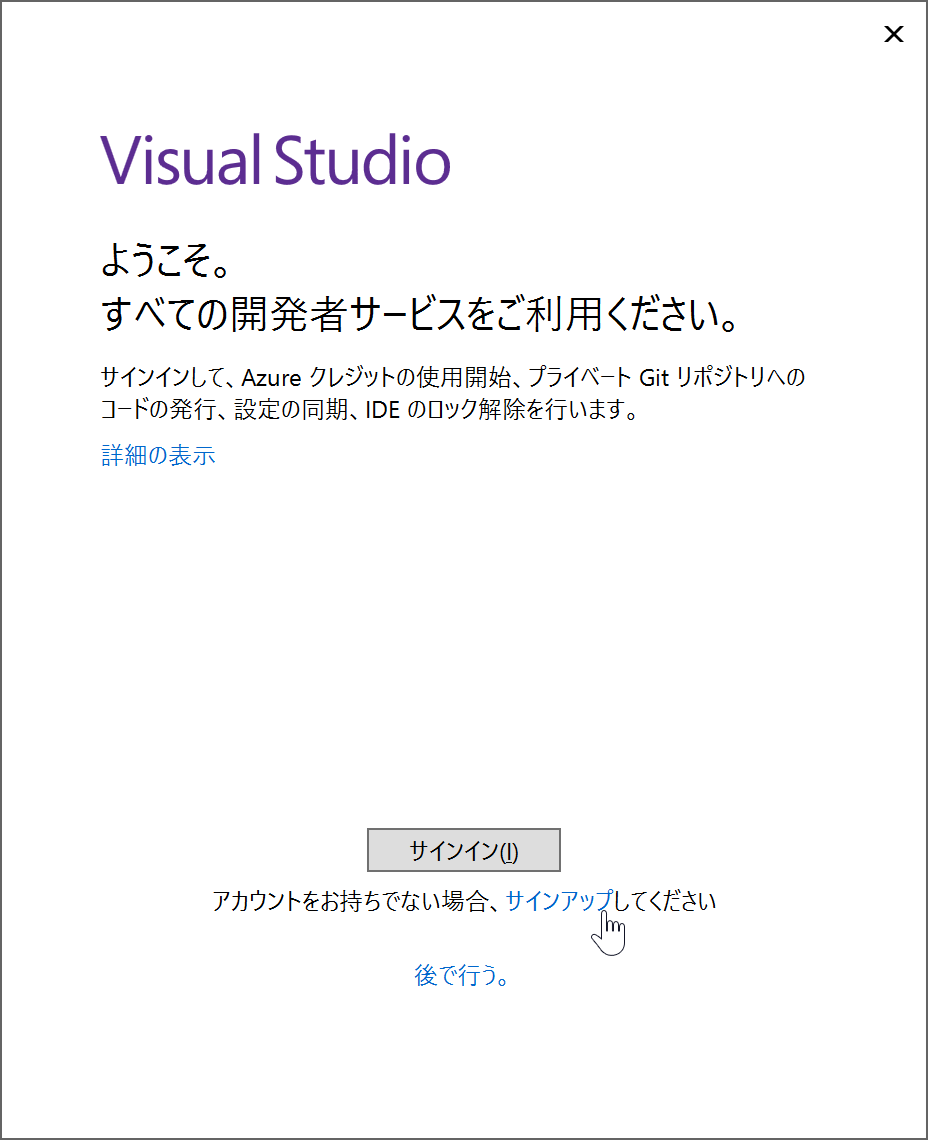 Visual Studio
ようこそ。
すべての開発者サービスをご利用ください。
サインインして、Azure クレジットの使用開始、プライベート Git リポジトリへの
コードの発行、設定の同期、IDE のロック解除を行います。
詳細の表示
サインイン(I)
アカウントをお持ちでない場合、サインアップしてください
後で行う。